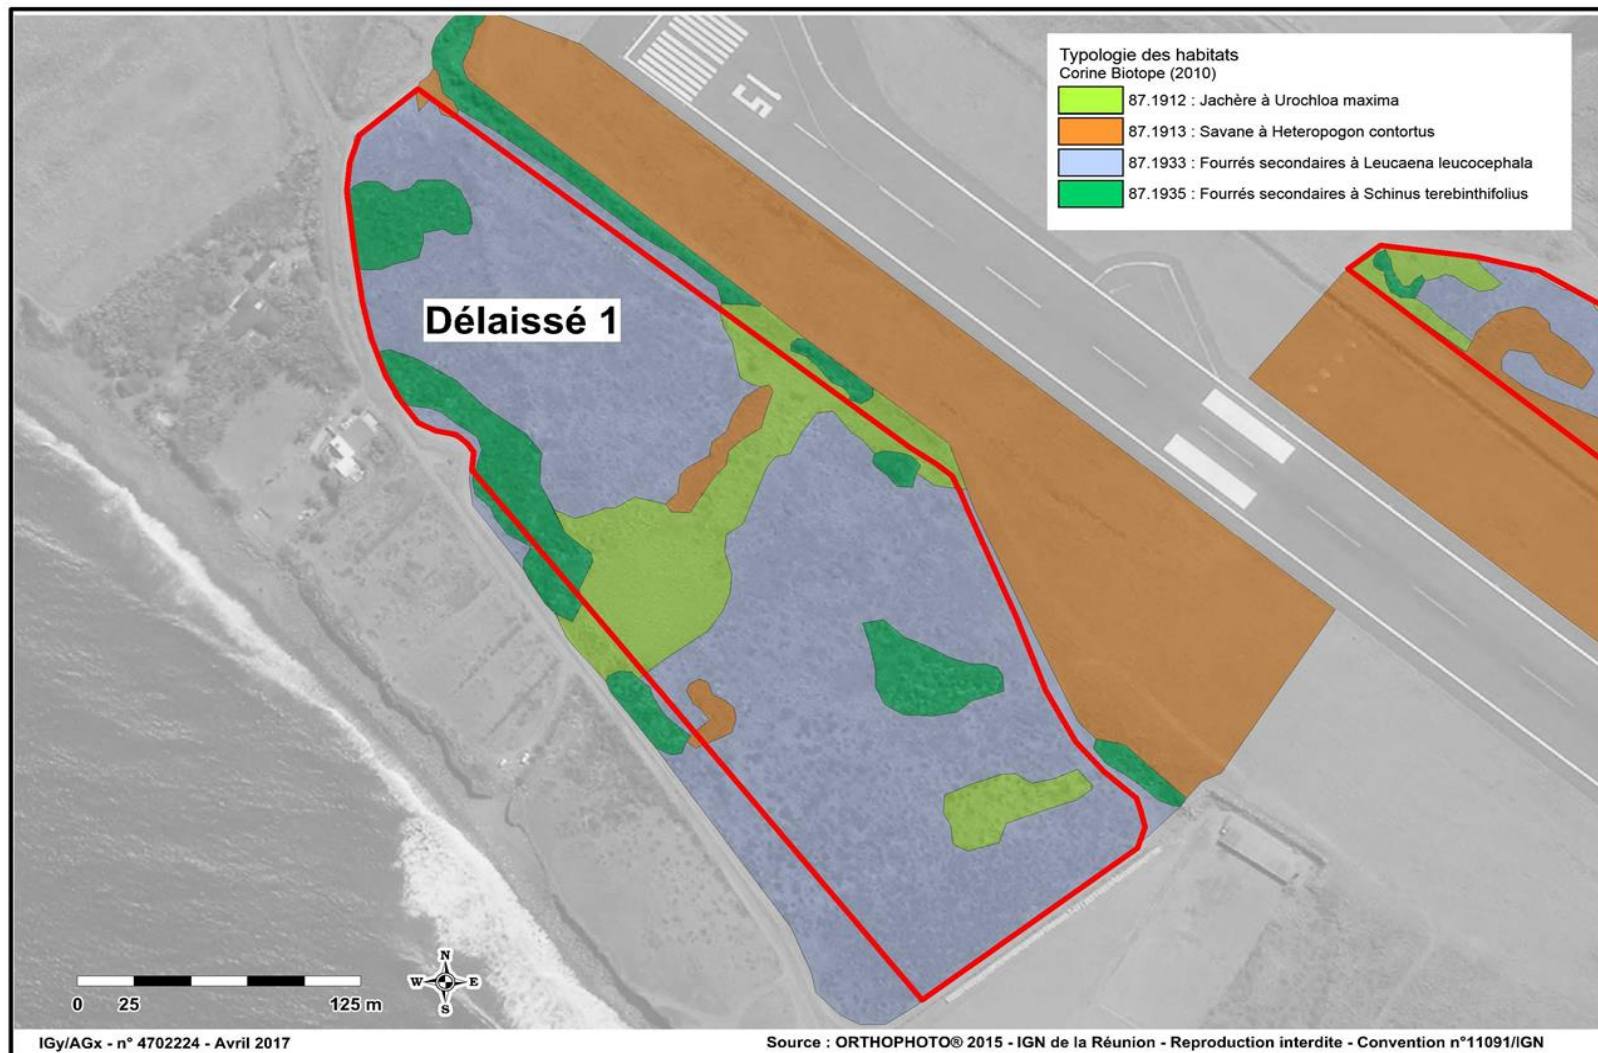 15
Typologie des habitats
Corine Biotope (2010)
87.1912 : Jachère à Urochloa maxima
87.1913 : Savane à Heteropogon contortus
87.1933 : Fourrés secondaires à Leucaena leucocephala
87.1935 : Fourrés secondaires à Schinus terebinthifolius
Délaissé 1
N
W E
S
0 25 125 m
IGy/AGx - n° 4702224 - Avril 2017
Source : ORTHOPHOTO® 2015 - IGN de la Réunion - Reproduction interdite - Convention n°11091/IGN